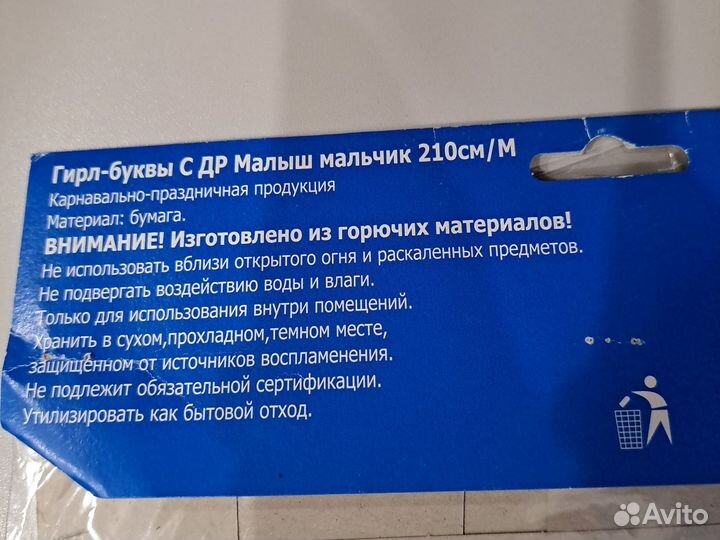 Гирл-буквы С ДР Малыш мальчик 210см/М
Карнавально-праздничная продукция
Материал: бумага.
ВНИМАНИЕ! Изготовлено из горючих материалов!
Не использовать вблизи открытого огня и раскаленных предметов.
Не подвергать воздействию воды и влаги.
Только для использования внутри помещений.
Хранить в сухом,прохладном,темном месте,
защищенном от источников воспламенения.
Не подлежит обязательной сертификации.
Утилизировать как бытовой отход.
Avito